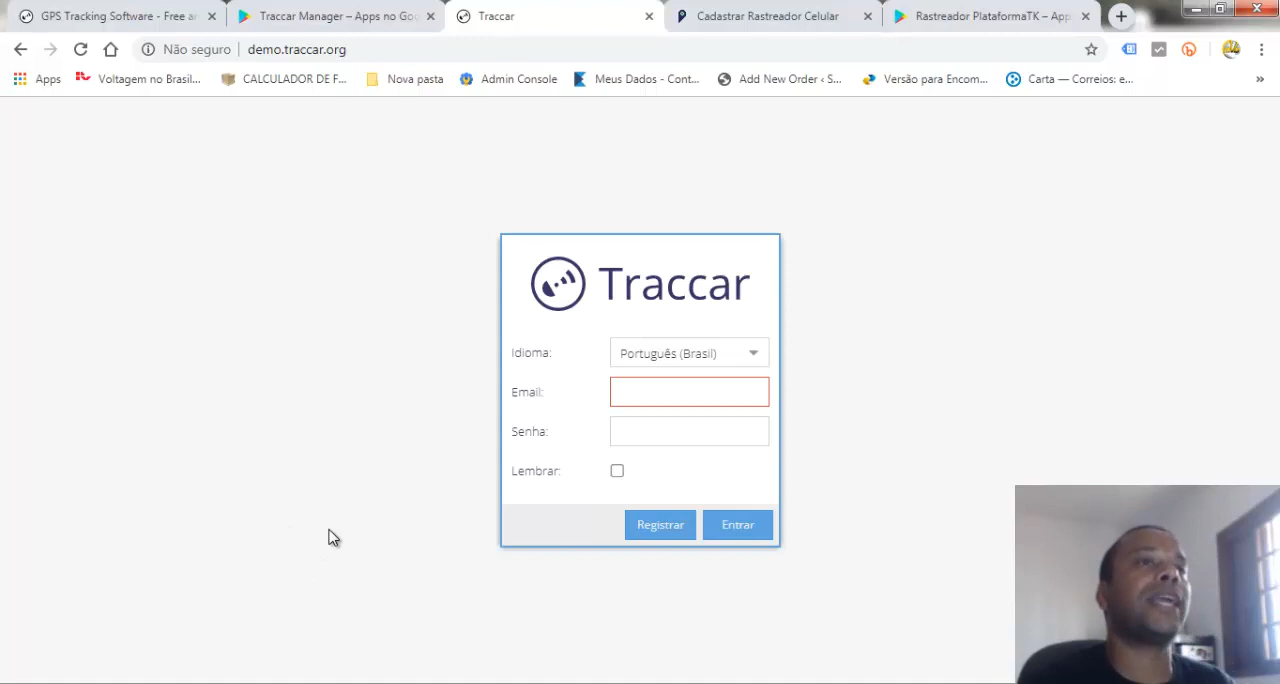 GPS Tracking Software - Free ar
Traccar Manager – Apps no Goo
Traccar
Cadastrar Rastreador Celular
Rastreador PlataformaTK – App
Não seguro
demo.traccar.org
Apps
Voltagem no Brasil...
CALCULADOR DE F...
Nova pasta
Admin Console
Meus Dados - Cont...
Add New Order ‹ S...
Versão para Encom...
Carta — Correios: e...
»
Traccar
Idioma:
Português (Brasil)
Email:
Senha:
Lembrar:
Registrar
Entrar